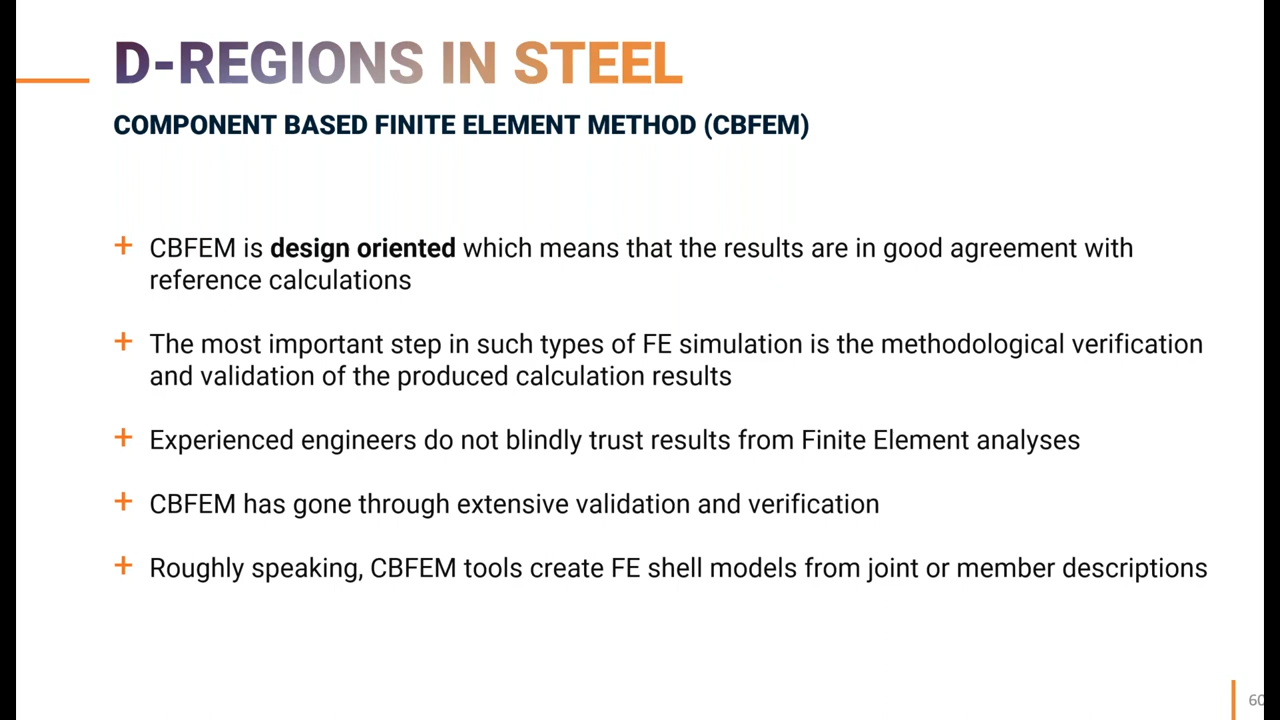 D-REGIONS IN STEEL
COMPONENT BASED FINITE ELEMENT METHOD (CBFEM)
+ CBFEM is design oriented which means that the results are in good agreement with
reference calculations
+ The most important step in such types of FE simulation is the methodological verification
and validation of the produced calculation results
+ Experienced engineers do not blindly trust results from Finite Element analyses
+ CBFEM has gone through extensive validation and verification
+ Roughly speaking, CBFEM tools create FE shell models from joint or member descriptions
60